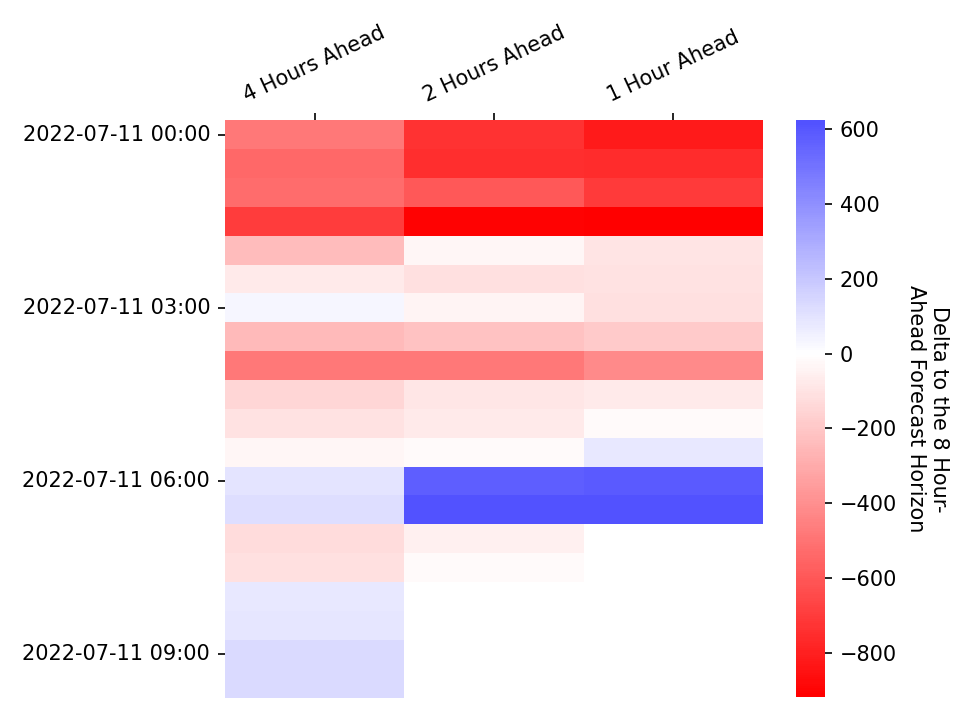 4 Hours Ahead
2 Hours Ahead
1 Hour Ahead
2022-07-11 00:00
2022-07-11 03:00
2022-07-11 06:00
2022-07-11 09:00
600
400
200
0
−200
−400
−600
−800
Delta to the 8 Hour-
Ahead Forecast Horizon